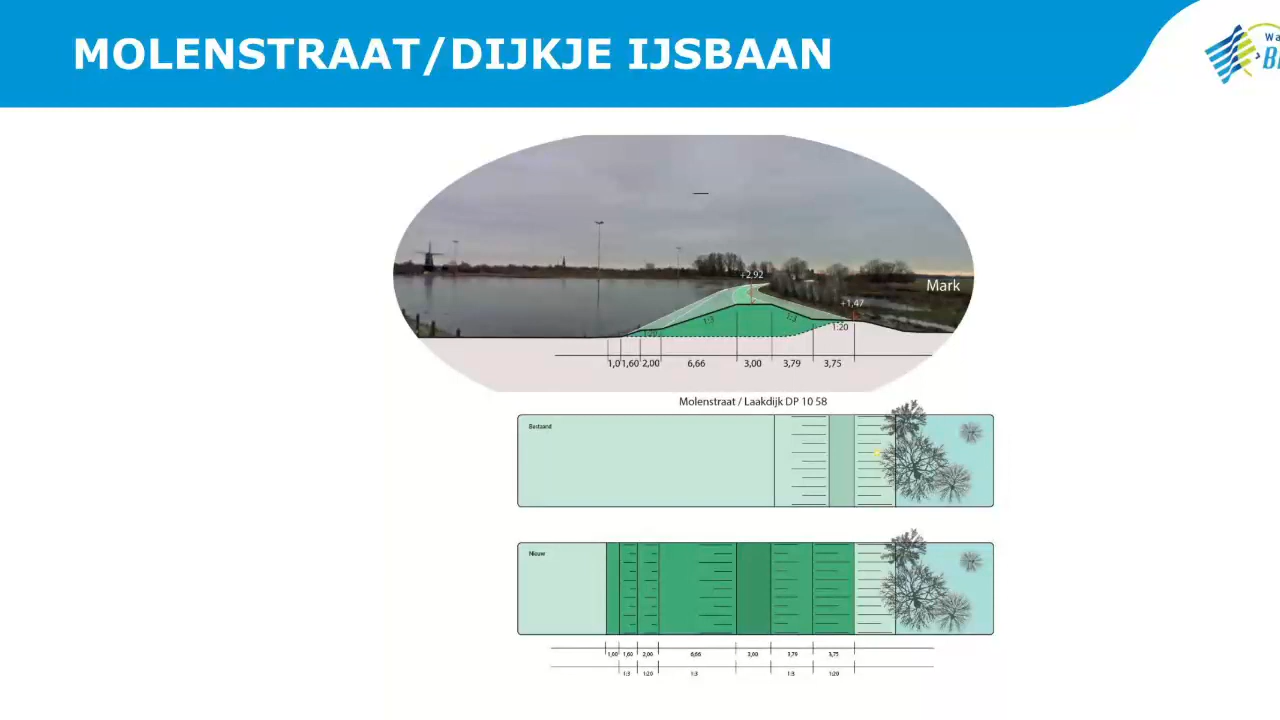 MOLENSTRAAT/DIJKJE IJSBAAN
+2,92
Mark
+1,47
1:3
1:3
1:20
1:20
1,0 1,60 2,00 6,66 3,00 3,79 3,75
Molenstraat / Laakdijk DP 10 58
Bestaand
Nieuw
1,00 1,60 2,00 6,66 3,00 3,79 3,75
1:3 1:20 1:3 1:3 1:20